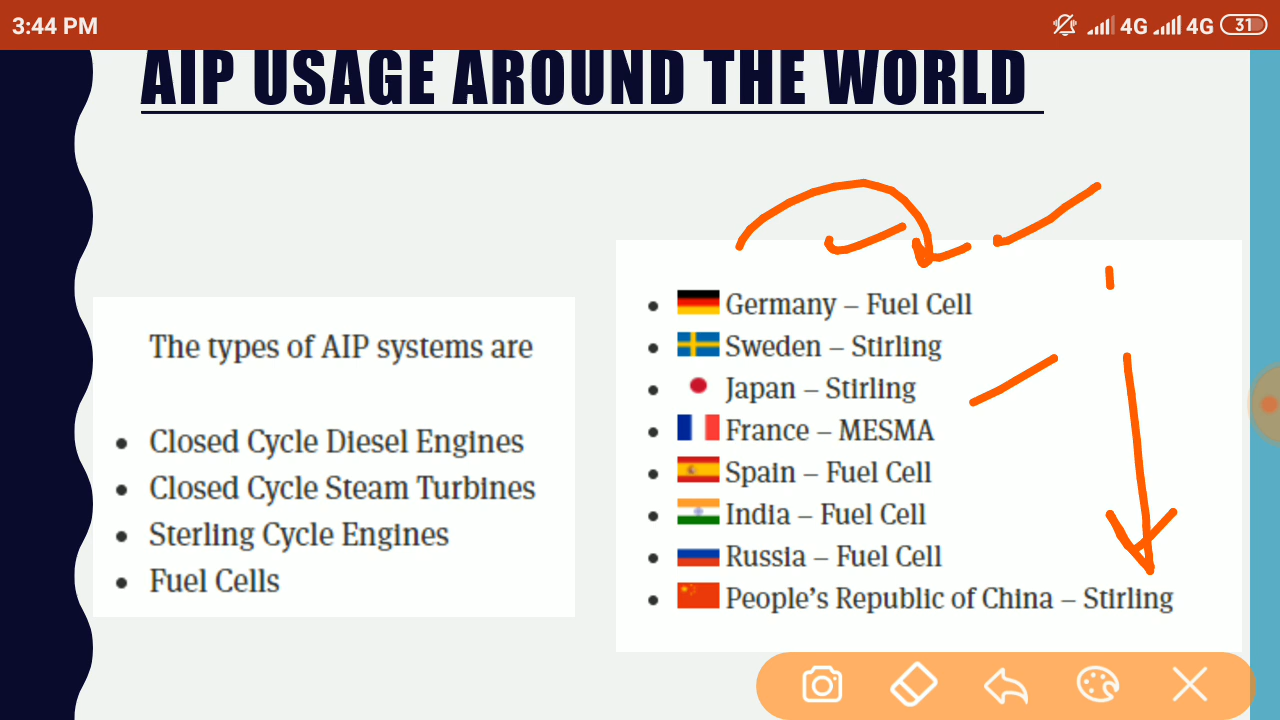 3:44 PM 4G 4G 31
AIP USAGE AROUND THE WORLD
The types of AIP systems are
Closed Cycle Diesel Engines
Closed Cycle Steam Turbines
Sterling Cycle Engines
Fuel Cells
Germany – Fuel Cell
Sweden – Stirling
Japan – Stirling
France – MESMA
Spain – Fuel Cell
India – Fuel Cell
Russia – Fuel Cell
People’s Republic of China – Stirling